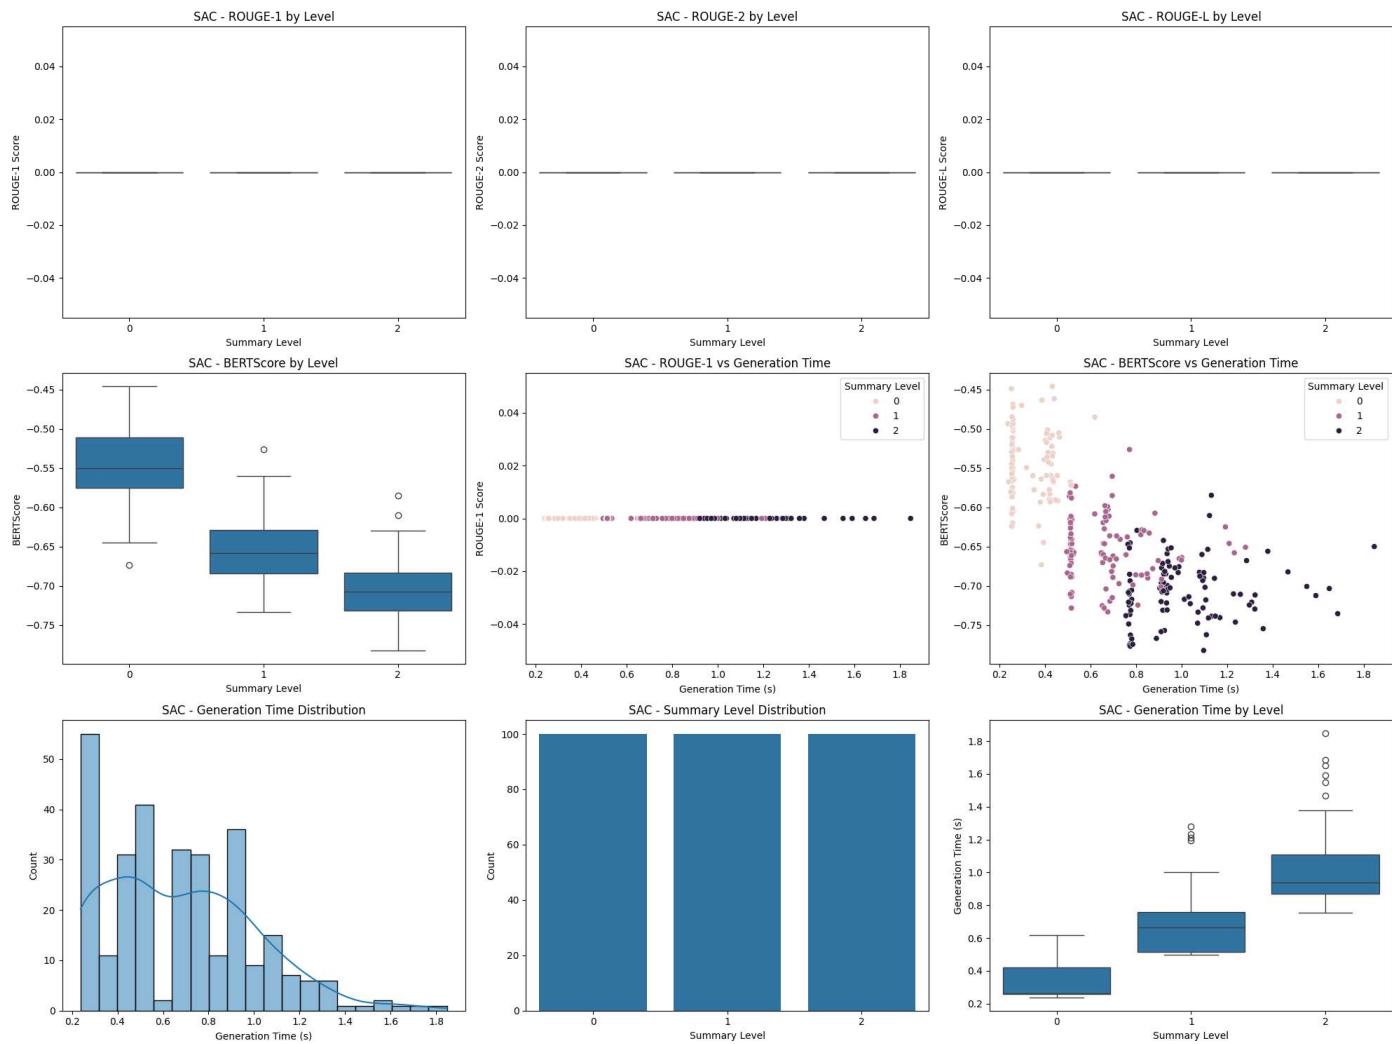 SAC - ROUGE-1 by Level
ROUGE-1 Score
0.04
0.02
0.00
−0.02
−0.04
0 1 2
Summary Level
SAC - ROUGE-2 by Level
ROUGE-2 Score
0.04
0.02
0.00
−0.02
−0.04
0 1 2
Summary Level
SAC - ROUGE-L by Level
ROUGE-L Score
0.04
0.02
0.00
−0.02
−0.04
0 1 2
Summary Level
SAC - BERTScore by Level
BERTScore
−0.45
−0.50
−0.55
−0.60
−0.65
−0.70
−0.75
0 1 2
Summary Level
SAC - ROUGE-1 vs Generation Time
Summary Level
0
1
2
ROUGE-1 Score
0.04
0.02
0.00
−0.02
−0.04
0.2 0.4 0.6 0.8 1.0 1.2 1.4 1.6 1.8
Generation Time (s)
SAC - BERTScore vs Generation Time
Summary Level
0
1
2
BERTScore
−0.45
−0.50
−0.55
−0.60
−0.65
−0.70
−0.75
0.2 0.4 0.6 0.8 1.0 1.2 1.4 1.6 1.8
Generation Time (s)
SAC - Generation Time Distribution
Count
50
40
30
20
10
0
0.2 0.4 0.6 0.8 1.0 1.2 1.4 1.6 1.8
Generation Time (s)
SAC - Summary Level Distribution
Count
100
80
60
40
20
0
0 1 2
Summary Level
SAC - Generation Time by Level
Generation Time (s)
1.8
1.6
1.4
1.2
1.0
0.8
0.6
0.4
0.2
0 1 2
Summary Level